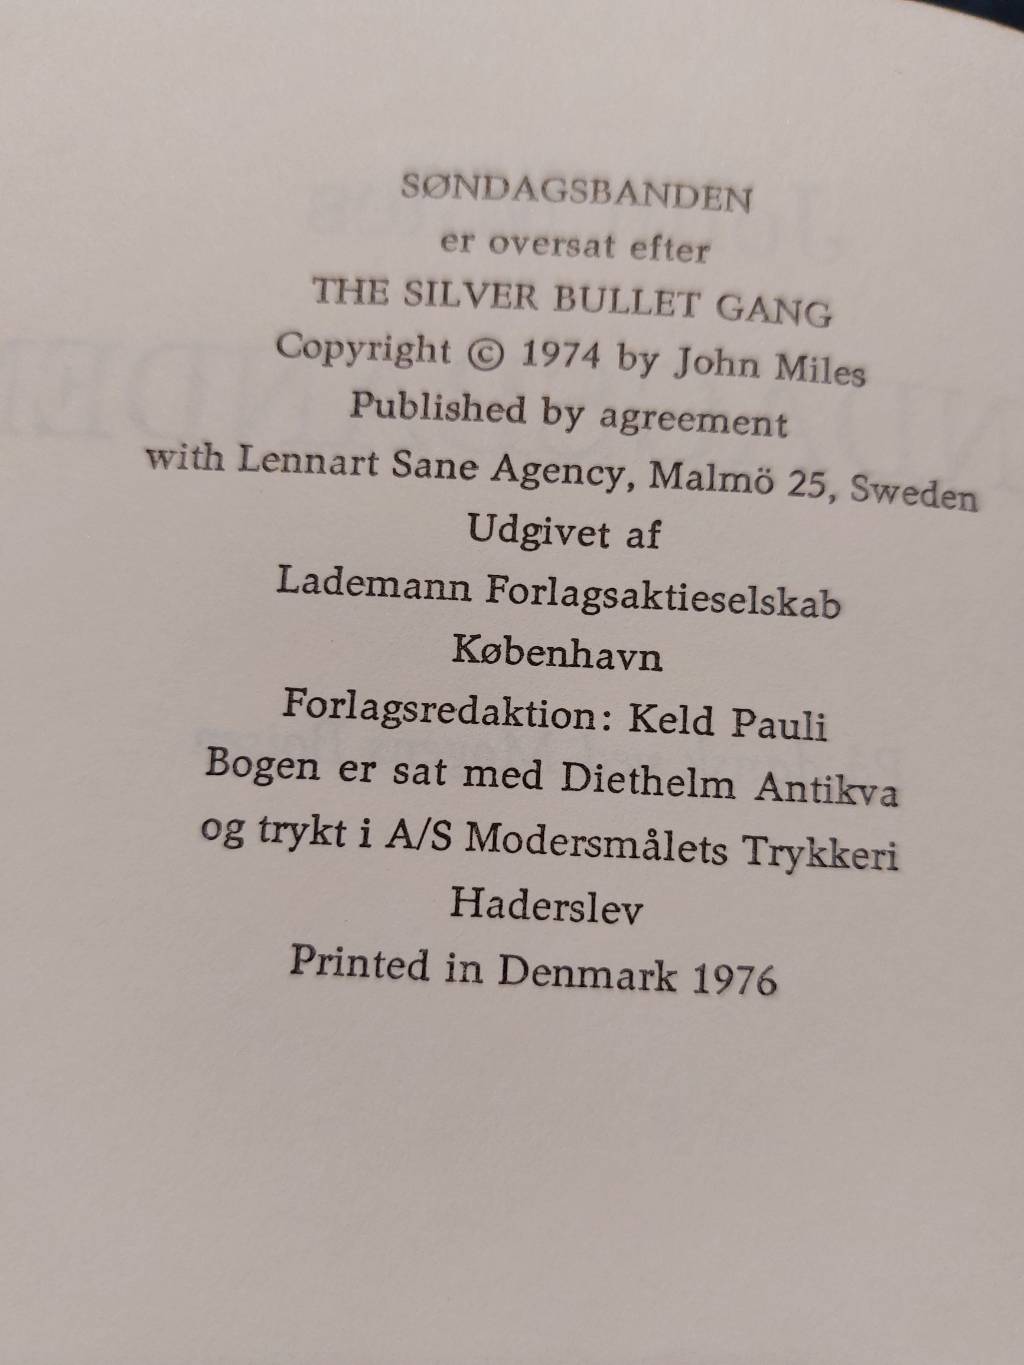 SØNDAGSBANDEN
er oversat efter
THE SILVER BULLET GANG
Copyright © 1974 by John Miles
Published by agreement
with Lennart Sane Agency, Malmö 25, Sweden
Udgivet af
Lademann Forlagsaktieselskab
København
Forlagsredaktion: Keld Pauli
Bogen er sat med Diethelm Antikva
og trykt i A/S Modersmålets Trykkeri
Haderslev
Printed in Denmark 1976